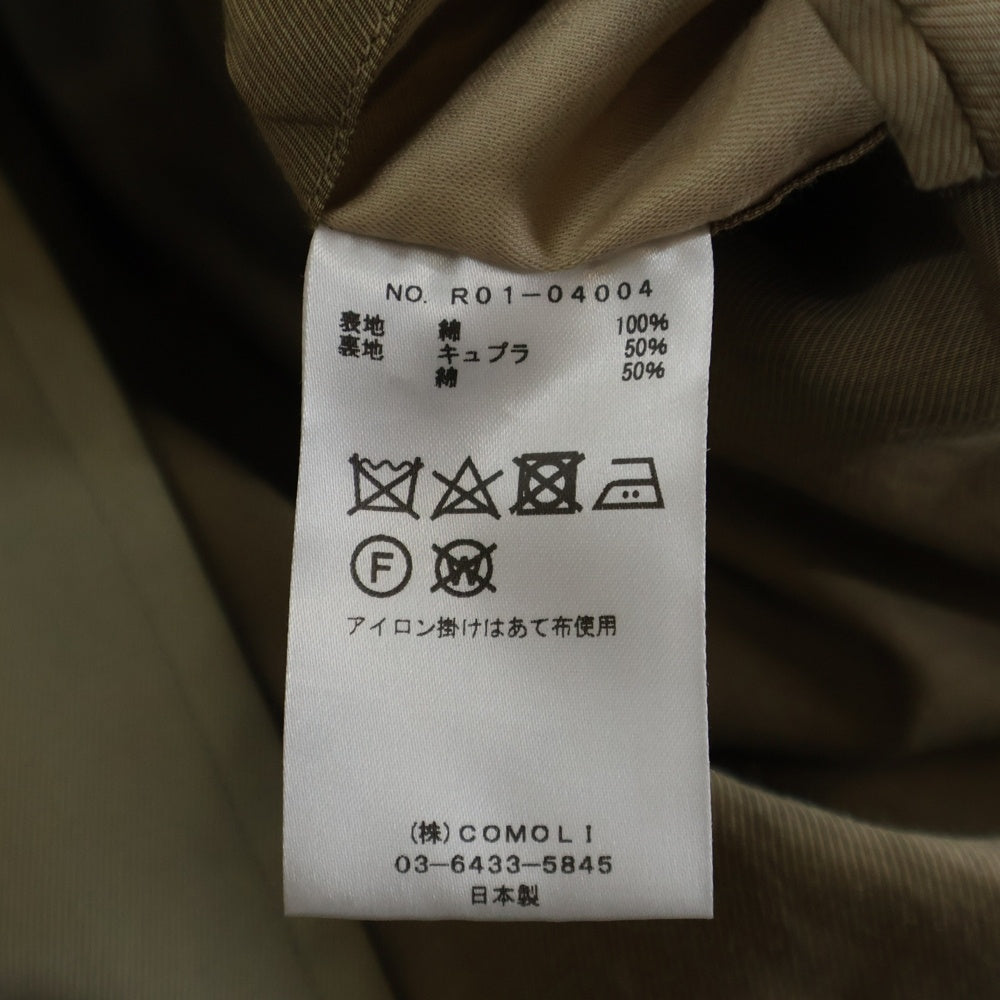 NO. R01-04004
表地 綿 100%
裏地 キュプラ 50%
綿 50%
F W
アイロン掛けはあて布使用
(株)COMOLI
03-6433-5845
日本製